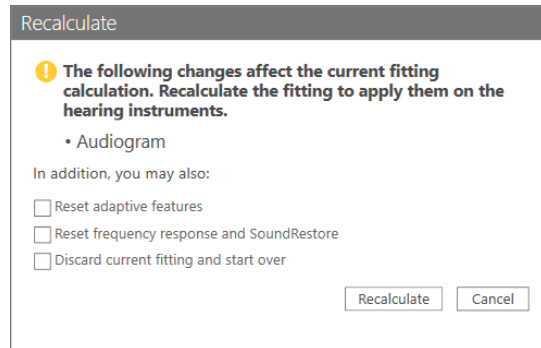 Recalculate
The following changes affect the current fitting
calculation. Recalculate the fitting to apply them on the
hearing instruments.
• Audiogram
In addition, you may also:
Reset adaptive features
Reset frequency response and SoundRestore
Discard current fitting and start over
Recalculate Cancel